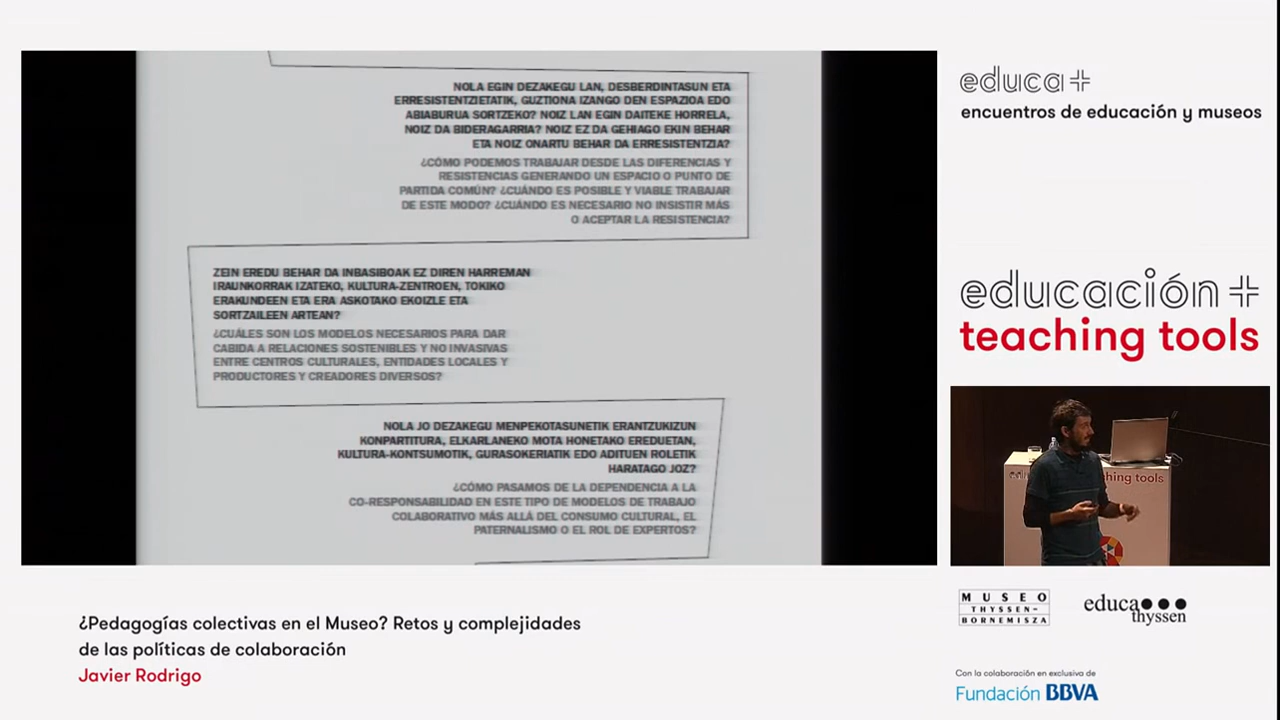 NOLA EGIN DEZAKEGU LAN, DESBERDINTASUN ETA
ERRESISTENTZIETATIK, GUZTIONA IZANGO DEN ESPAZIOA EDO
ABIABURUA SORTZEKO? NOIZ LAN EGIN DAITEKE HORRELA,
NOIZ DA BIDERAGARRIA? NOIZ EZ DA GEHIAGO EKIN BEHAR
ETA NOIZ ONARTU BEHAR DA ERRESISTENTZIA?
¿CÓMO PODEMOS TRABAJAR DESDE LAS DIFERENCIAS Y
RESISTENCIAS GENERANDO UN ESPACIO O PUNTO DE
PARTIDA COMÚN? ¿CUÁNDO ES POSIBLE Y VIABLE TRABAJAR
DE ESTE MODO? ¿CUÁNDO ES NECESARIO NO INSISTIR MÁS
O ACEPTAR LA RESISTENCIA?
ZEIN EREDU BEHAR DA INBASIBOAK EZ DIREN HARREMAN
IRAUNKORRAK IZATEKO, KULTURA-ZENTROEN, TOKIKO
ERAKUNDEEN ETA ERA ASKOTAKO EKOIZLE ETA
SORTZAILEEN ARTEAN?
¿CUÁLES SON LOS MODELOS NECESARIOS PARA DAR
CABIDA A RELACIONES SOSTENIBLES Y NO INVASIVAS
ENTRE CENTROS CULTURALES, ENTIDADES LOCALES Y
PRODUCTORES Y CREADORES DIVERSOS?
NOLA JO DEZAKEGU MENPEKOTASUNETIK ERANTZUKIZUN
KONPARTITURA, ELKARLANEKO MOTA HONETAKO EREDUETAN,
KULTURA-KONTSUMOTIK, GURASOKERIATIK EDO ADITUEN ROLETIK
HARATAGO JOZ?
¿CÓMO PASAMOS DE LA DEPENDENCIA A LA
CO-RESPONSABILIDAD EN ESTE TIPO DE MODELOS DE TRABAJO
COLABORATIVO MÁS ALLÁ DEL CONSUMO CULTURAL, EL
PATERNALISMO O EL ROL DE EXPERTOS?
educa+
encuentros de educación y museos
educación+
teaching tools
ching tools
MUSEO
THYSSEN-
BORNEMISZA
educa
thyssen
Con la colaboración en exclusiva de
Fundación BBVA
¿Pedagogías colectivas en el Museo? Retos y complejidades
de las políticas de colaboración
Javier Rodrigo